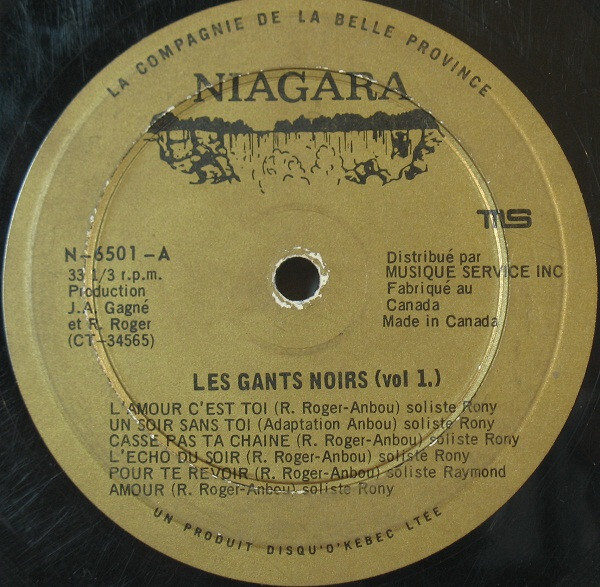 LA COMPAGNIE DE LA BELLE PROVINCE
NIAGARA
MS
N-6501-A
33 1/3 r.p.m.
Production
J.A. Gagné
et R. Roger
(CT-34565)
Distribué par
MUSIQUE SERVICE INC
Fabriqué au
Canada
Made in Canada
LES GANTS NOIRS (vol 1.)
L'AMOUR C'EST TOI (R. Roger-Anbou) soliste Rony
UN SOIR SANS TOI (Adaptation Anbou) soliste Rony
CASSE PAS TA CHAINE (R. Roger-Anbou) soliste Rony
L'ECHO DU SOIR (R. Roger-Anbou) soliste Rony
POUR TE REVOIR (R. Roger-Anbou) soliste Raymond
AMOUR (R. Roger-Anbou) soliste Rony
UN PRODUIT DISQU'O'KEBEC LTEE